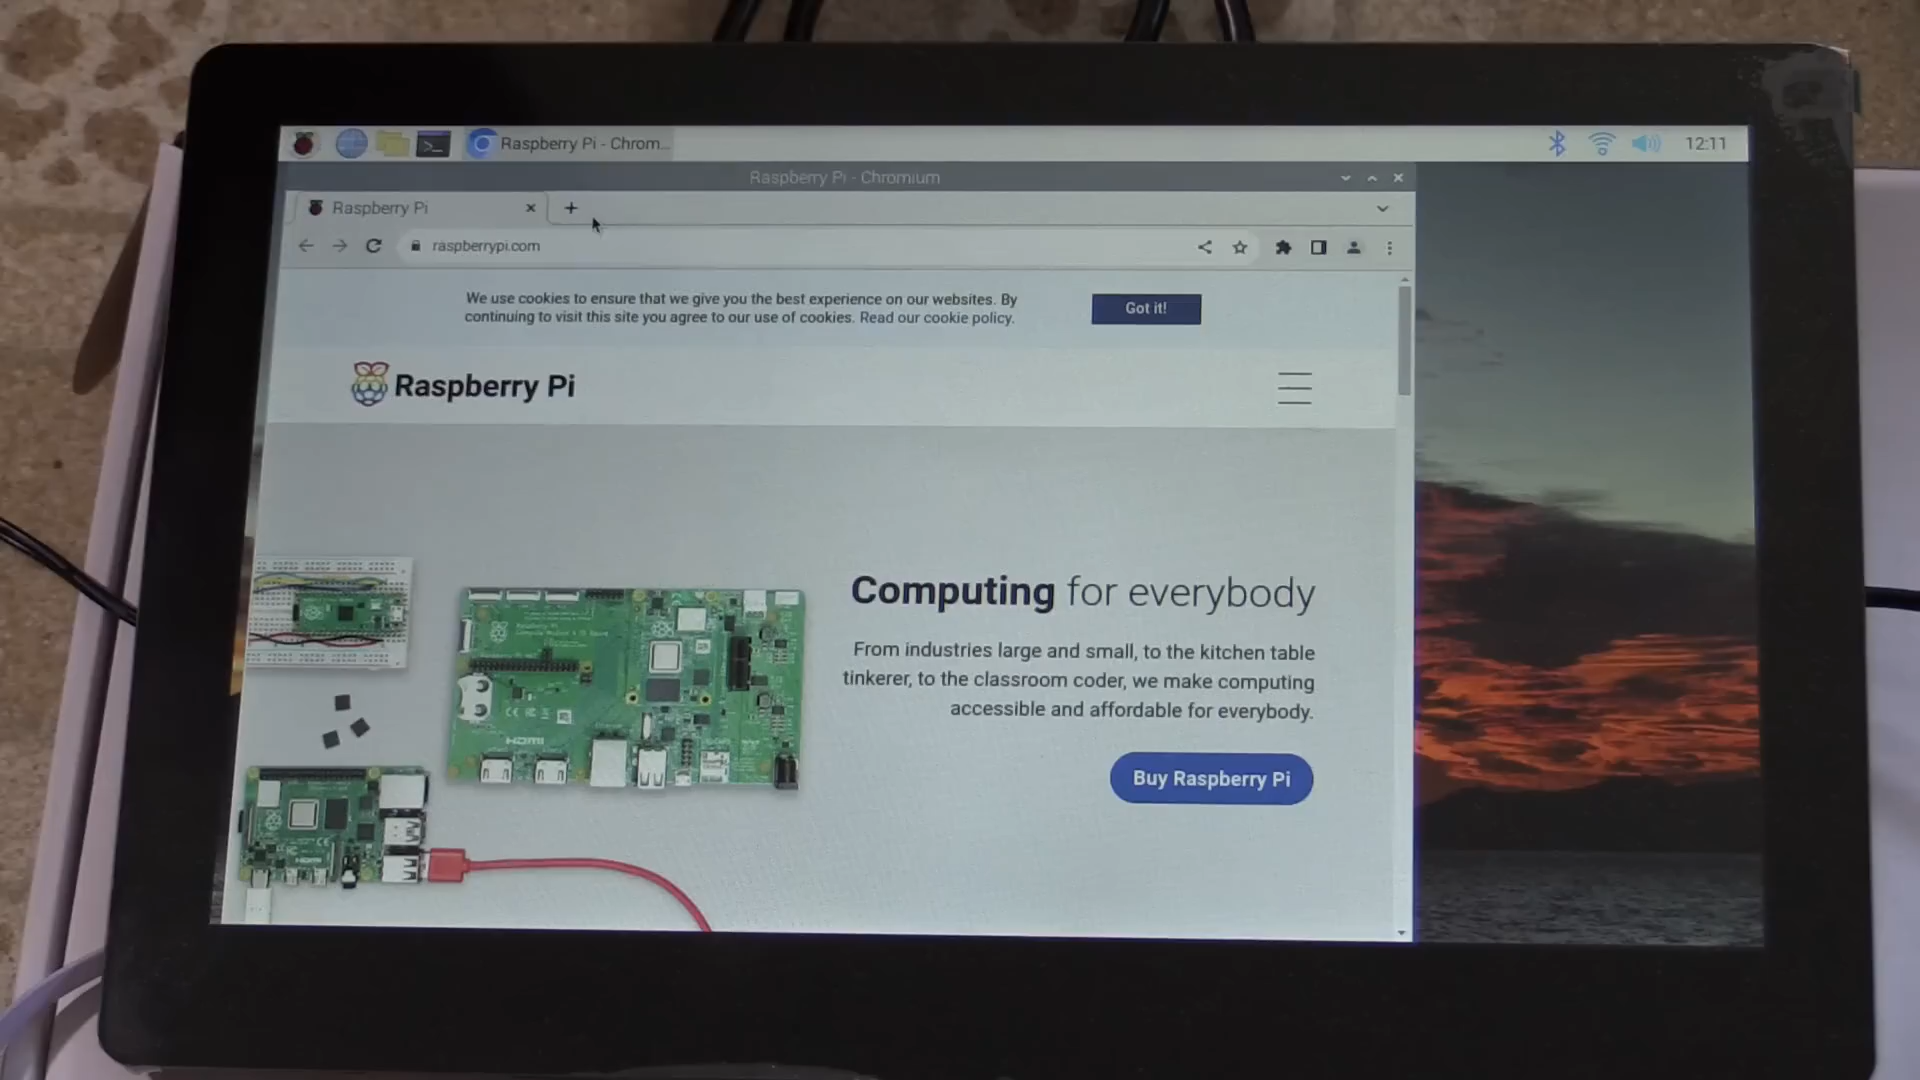 Raspberry Pi - Chrom...
12:11
Raspberry Pi - Chromium
Raspberry Pi
raspberrypi.com
We use cookies to ensure that we give you the best experience on our websites. By
continuing to visit this site you agree to our use of cookies. Read our cookie policy.
Got it!
Raspberry Pi
Computing for everybody
From industries large and small, to the kitchen table
tinkerer, to the classroom coder, we make computing
accessible and affordable for everybody.
Buy Raspberry Pi
HDMI